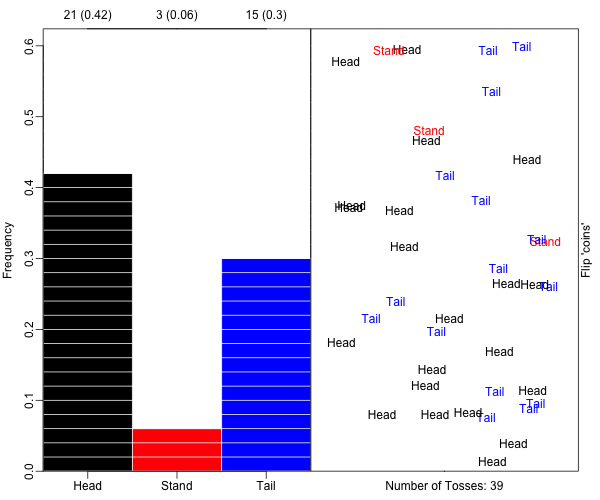 21 (0.42) 3 (0.06) 15 (0.3)
0.6
0.5
0.4
0.3
0.2
0.1
0.0
Frequency
Head Stand Tail
Stand Head Tail Tail
Head
Tail
Stand
Head
Head
Tail
Tail
Head Head Head
Tail Stand
Head
Tail
Head Head Tail
Tail
Tail Head
Tail
Head
Head
Head
Head
Tail Head
Tail
Head Head Head Tail Tail
Head
Head
Flip 'coins'
Number of Tosses: 39